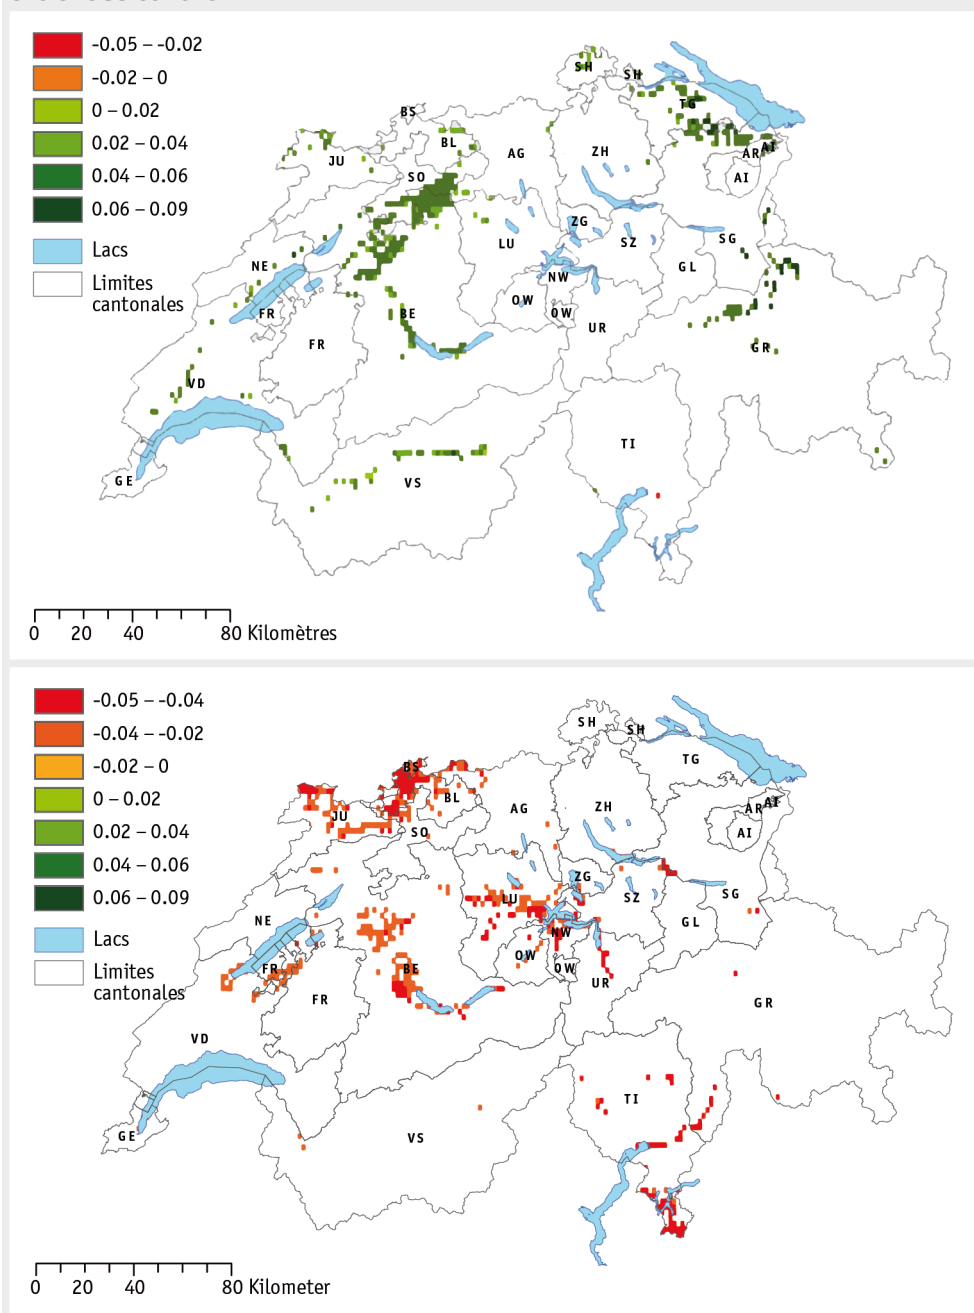 -0.05 – -0.02
-0.02 – 0
0 – 0.02
0.02 – 0.04
0.04 – 0.06
0.06 – 0.09
Lacs
Limites
cantonales
SH
SH
TG
BS
BL
AG
ZH
AR AI
AI
JU
SO
ZG
LU
SZ
SG
NE
NW
GL
OW
OW
FR
BE
UR
FR
GR
VD
TI
GE
VS
0 20 40 80 Kilomètres
-0.05 – -0.04
-0.04 – -0.02
-0.02 – 0
0 – 0.02
0.02 – 0.04
0.04 – 0.06
0.06 – 0.09
Lacs
Limites
cantonales
SH
SH
TG
BS
BL
AG
ZH
AR AI
AI
JU
SO
ZG
LU
SZ
SG
NE
NW
GL
OW
OW
FR
BE
UR
FR
GR
VD
TI
GE
VS
0 20 40 80 Kilometer